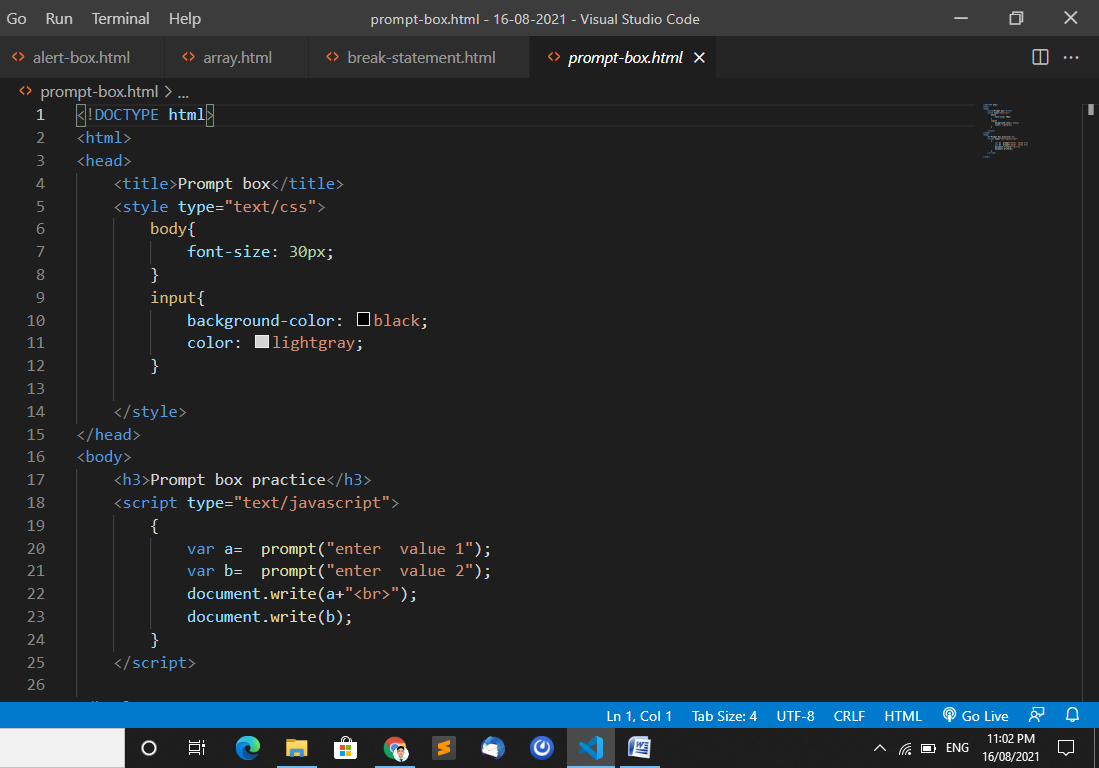 Go Run Terminal Help prompt-box.html - 16-08-2021 - Visual Studio Code
alert-box.html array.html break-statement.html prompt-box.html
prompt-box.html > ...
1 <!DOCTYPE html>
2 <html>
3 <head>
4 <title>Prompt box</title>
5 <style type="text/css">
6 body{
7 font-size: 30px;
8 }
9 input{
10 background-color: black;
11 color: lightgray;
12 }
13
14 </style>
15 </head>
16 <body>
17 <h3>Prompt box practice</h3>
18 <script type="text/javascript">
19 {
20 var a=  prompt("enter  value 1");
21 var b=  prompt("enter  value 2");
22 document.write(a+"<br>");
23 document.write(b);
24 }
25 </script>
26
Ln 1, Col 1 Tab Size: 4 UTF-8 CRLF HTML Go Live
ENG 11:02 PM
16/08/2021